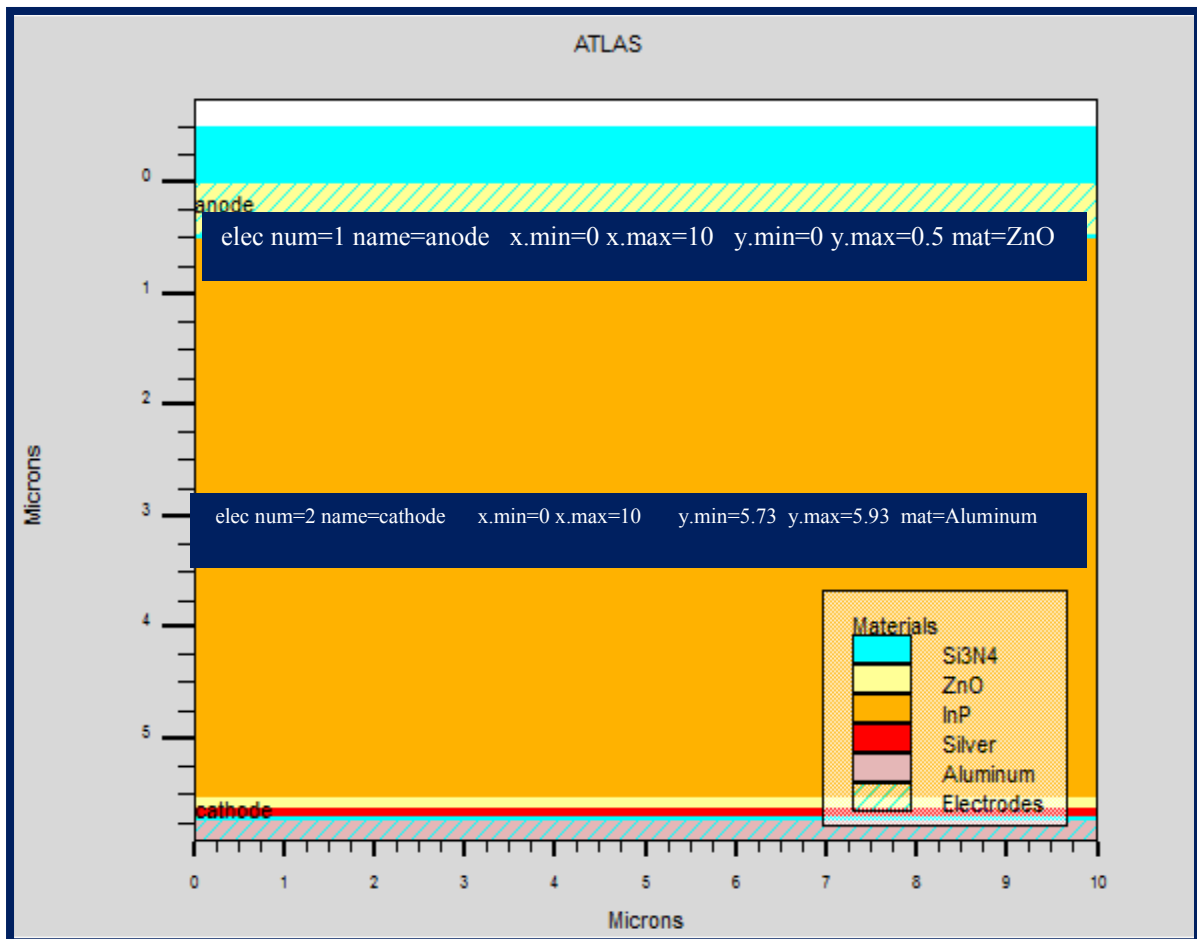 ATLAS
0
anode
elec num=1 name=anode x.min=0 x.max=10 y.min=0 y.max=0.5 mat=ZnO
1
2
Microns
3
elec num=2 name=cathode x.min=0 x.max=10 y.min=5.73 y.max=5.93 mat=Aluminum
4
Materials
Si3N4
ZnO
InP
Silver
Aluminum
Electrodes
5
cathode
0 1 2 3 4 5 6 7 8 9 10
Microns